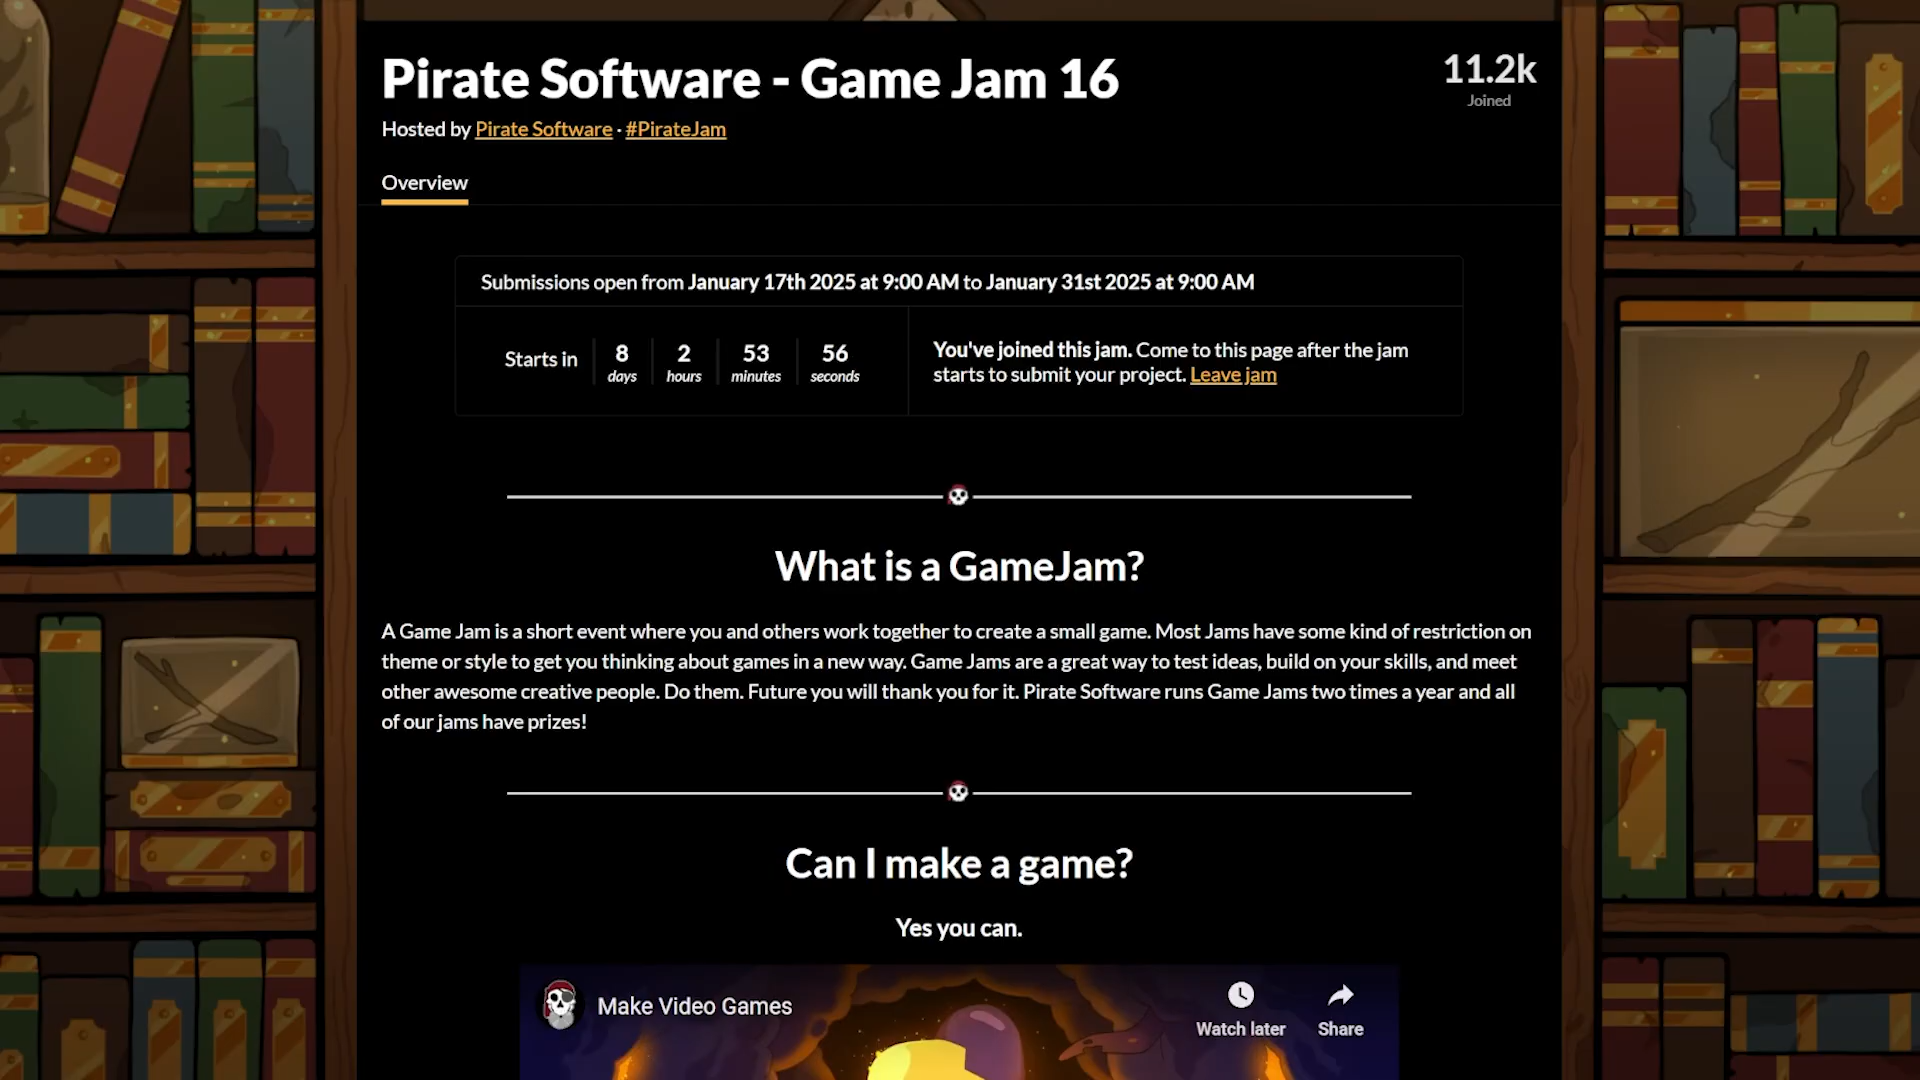 Pirate Software - Game Jam 16
11.2k
Joined
Hosted by Pirate Software · #PirateJam
Overview
Submissions open from January 17th 2025 at 9:00 AM to January 31st 2025 at 9:00 AM
Starts in
8 days
2 hours
53 minutes
56 seconds
You've joined this jam. Come to this page after the jam
starts to submit your project. Leave jam
What is a GameJam?
A Game Jam is a short event where you and others work together to create a small game. Most Jams have some kind of restriction on
theme or style to get you thinking about games in a new way. Game Jams are a great way to test ideas, build on your skills, and meet
other awesome creative people. Do them. Future you will thank you for it. Pirate Software runs Game Jams two times a year and all
of our jams have prizes!
Can I make a game?
Yes you can.
Make Video Games
Watch later
Share